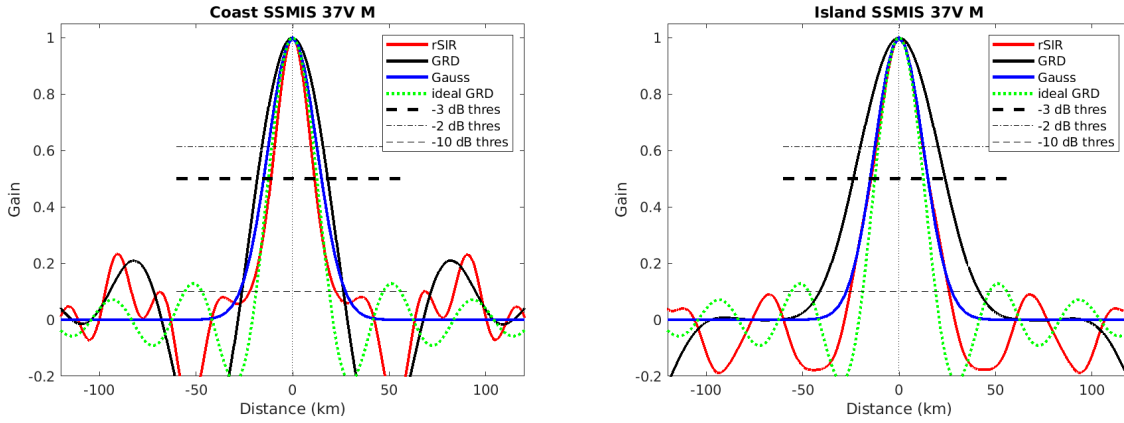 Coast SSMIS 37V M
1
0.8
0.6
0.4
0.2
0
-0.2
Gain
-100
-50
0
50
100
Distance (km)
rSIR
GRD
Gauss
ideal GRD
-3 dB thres
-2 dB thres
-10 dB thres
Island SSMIS 37V M
1
0.8
0.6
0.4
0.2
0
-0.2
Gain
-100
-50
0
50
100
Distance (km)
rSIR
GRD
Gauss
ideal GRD
-3 dB thres
-2 dB thres
-10 dB thres